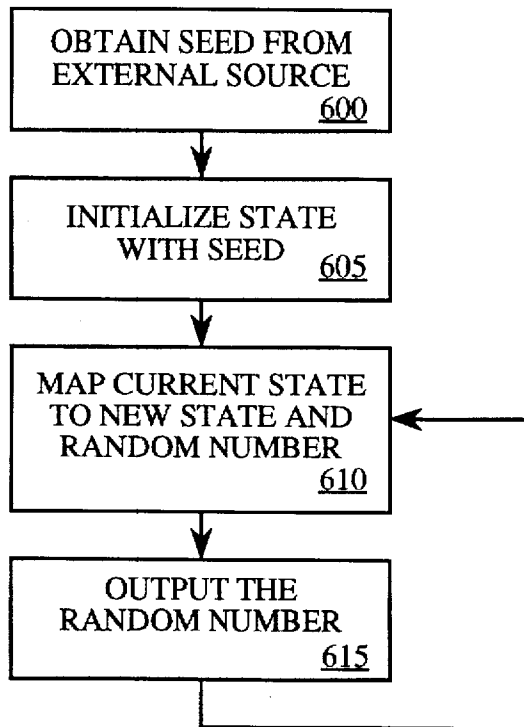 OBTAIN SEED FROM
EXTERNAL SOURCE
600
INITIALIZE STATE
WITH SEED
605
MAP CURRENT STATE
TO NEW STATE AND
RANDOM NUMBER
610
OUTPUT THE
RANDOM NUMBER
615